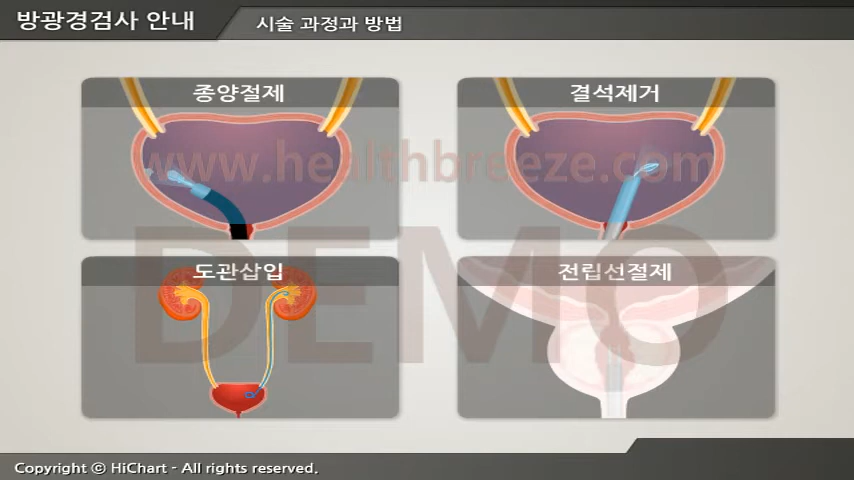 방광경검사 안내
시술 과정과 방법
종양절제
결석제거
www.healthbreeze.com
DEMO
도관삽입
전립선절제
Copyright ⓒ HiChart - All rights reserved.